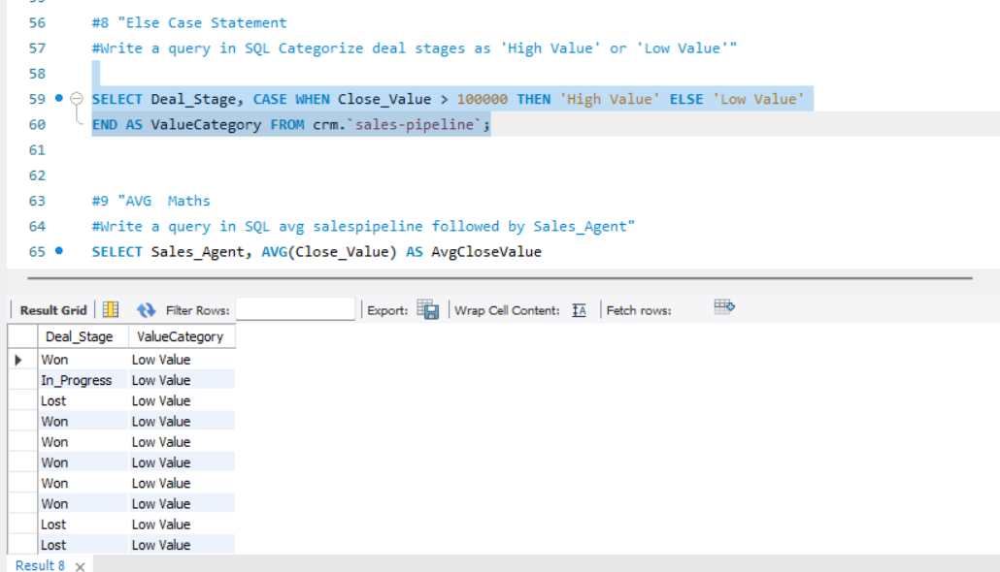 56 #8 "Else Case Statement
57 #Write a query in SQL Categorize deal stages as 'High Value' or 'Low Value'"
58
59 SELECT Deal_Stage, CASE WHEN Close_Value > 100000 THEN 'High Value' ELSE 'Low Value'
60 END AS ValueCategory FROM crm.`sales-pipeline`;
61
62
63 #9 "AVG  Maths
64 #Write a query in SQL avg salespipeline followed by Sales_Agent"
65 SELECT Sales_Agent, AVG(Close_Value) AS AvgCloseValue
Result Grid Filter Rows: Export: Wrap Cell Content: Fetch rows:
Deal_Stage ValueCategory
Won Low Value
In_Progress Low Value
Lost Low Value
Won Low Value
Won Low Value
Won Low Value
Won Low Value
Won Low Value
Lost Low Value
Lost Low Value
Result 8